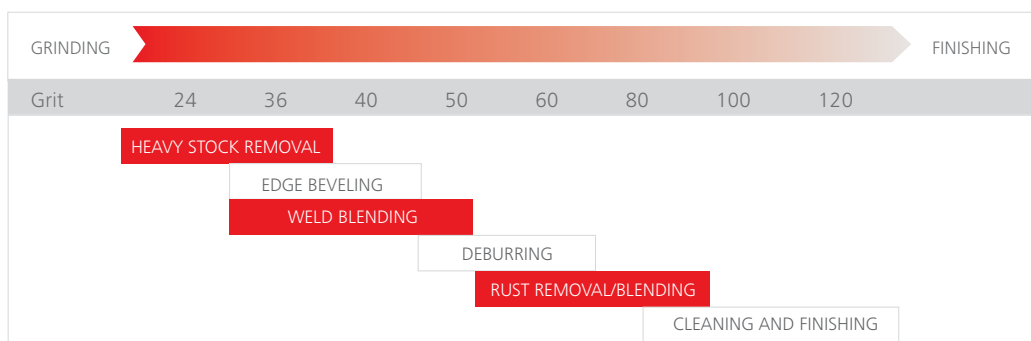 GRINDING FINISHING
Grit 24 36 40 50 60 80 100 120
HEAVY STOCK REMOVAL
EDGE BEVELING
WELD BLENDING
DEBURRING
RUST REMOVAL/BLENDING
CLEANING AND FINISHING